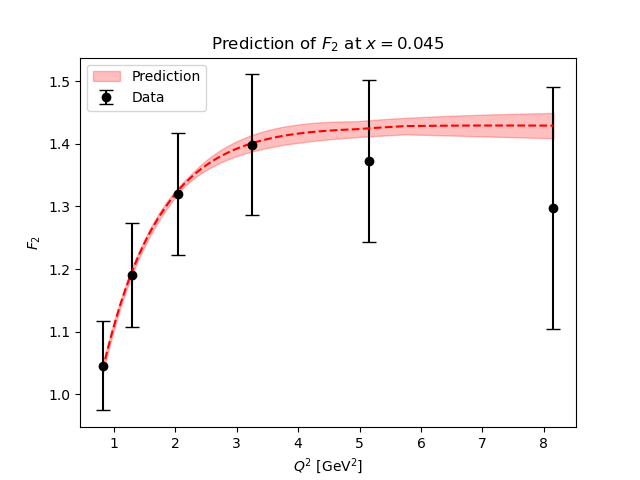 Prediction of $F_2$ at $x = 0.045$
Prediction
Data
1.5
1.4
1.3
1.2
1.1
1.0
$F_2$
1 2 3 4 5 6 7 8
$Q^2$ [GeV$^2$]